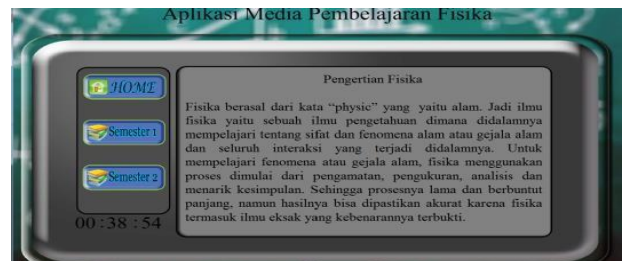 Aplikasi Media Pembelajaran Fisika
HOME
Semester 1
Semester 2
00:38:54
Pengertian Fisika
Fisika berasal dari kata “physic” yang yaitu alam. Jadi ilmu
fisika yaitu sebuah ilmu pengetahuan dimana didalamnya
mempelajari tentang sifat dan fenomena alam atau gejala alam
dan seluruh interaksi yang terjadi didalamnya. Untuk
mempelajari fenomena atau gejala alam, fisika menggunakan
proses dimulai dari pengamatan, pengukuran, analisis dan
menarik kesimpulan. Sehingga prosesnya lama dan berbuntut
panjang, namun hasilnya bisa dipastikan akurat karena fisika
termasuk ilmu eksak yang kebenarannya terbukti.